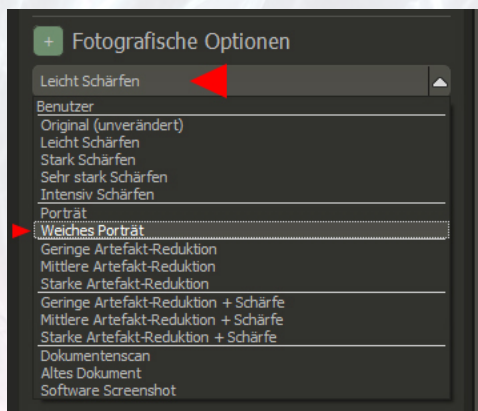 + Fotografische Optionen
Leicht Schärfen
Benutzer
Original (unverändert)
Leicht Schärfen
Stark Schärfen
Sehr stark Schärfen
Intensiv Schärfen
Porträt
Weiches Porträt
Geringe Artefakt-Reduktion
Mittlere Artefakt-Reduktion
Starke Artefakt-Reduktion
Geringe Artefakt-Reduktion + Schärfe
Mittlere Artefakt-Reduktion + Schärfe
Starke Artefakt-Reduktion + Schärfe
Dokumentenscan
Altes Dokument
Software Screenshot